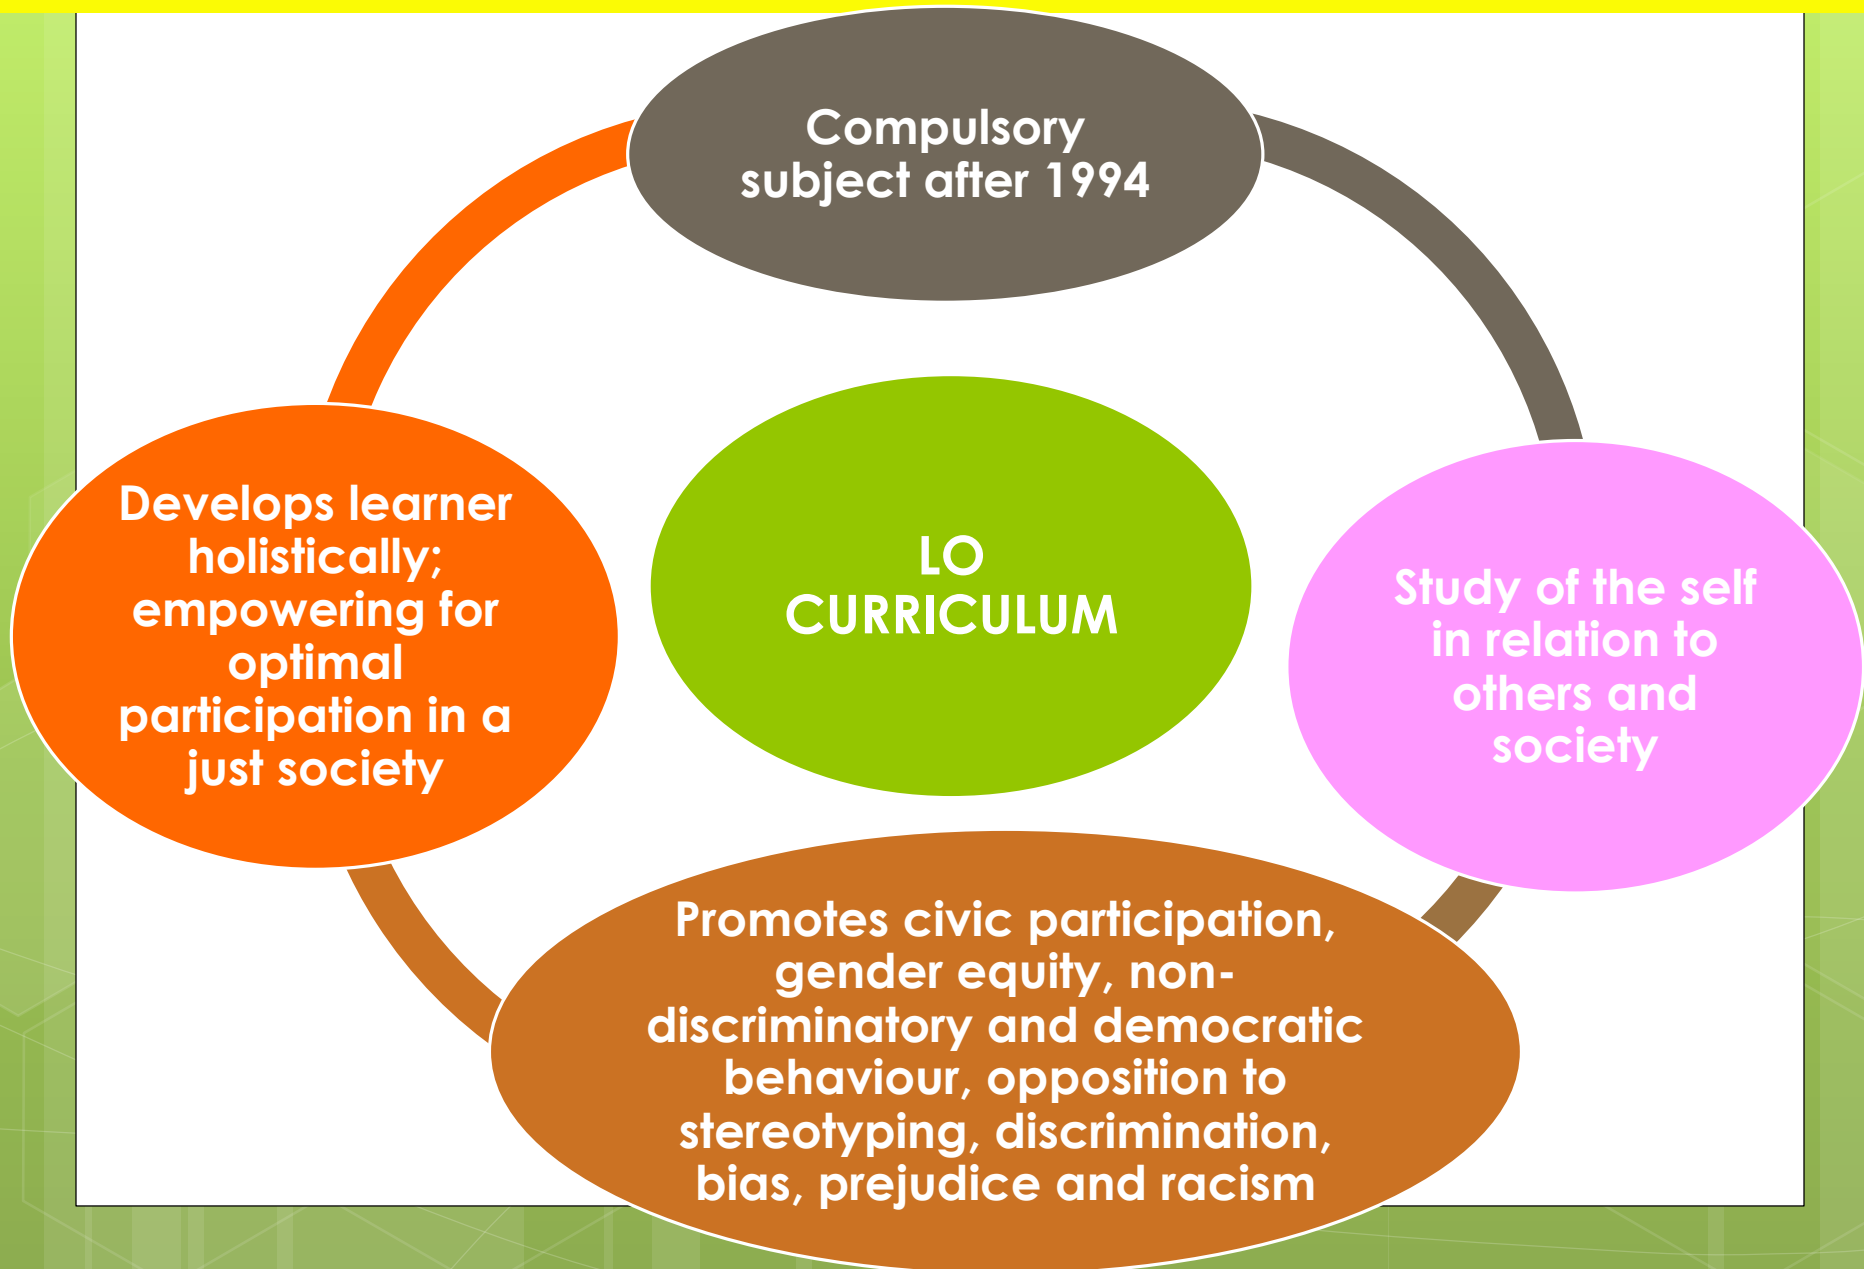 Compulsory
subject after 1994
LO
CURRICULUM
Develops learner
holistically;
empowering for
optimal
participation in a
just society
Study of the self
in relation to
others and
society
Promotes civic participation,
gender equity, non-
discriminatory and democratic
behaviour, opposition to
stereotyping, discrimination,
bias, prejudice and racism